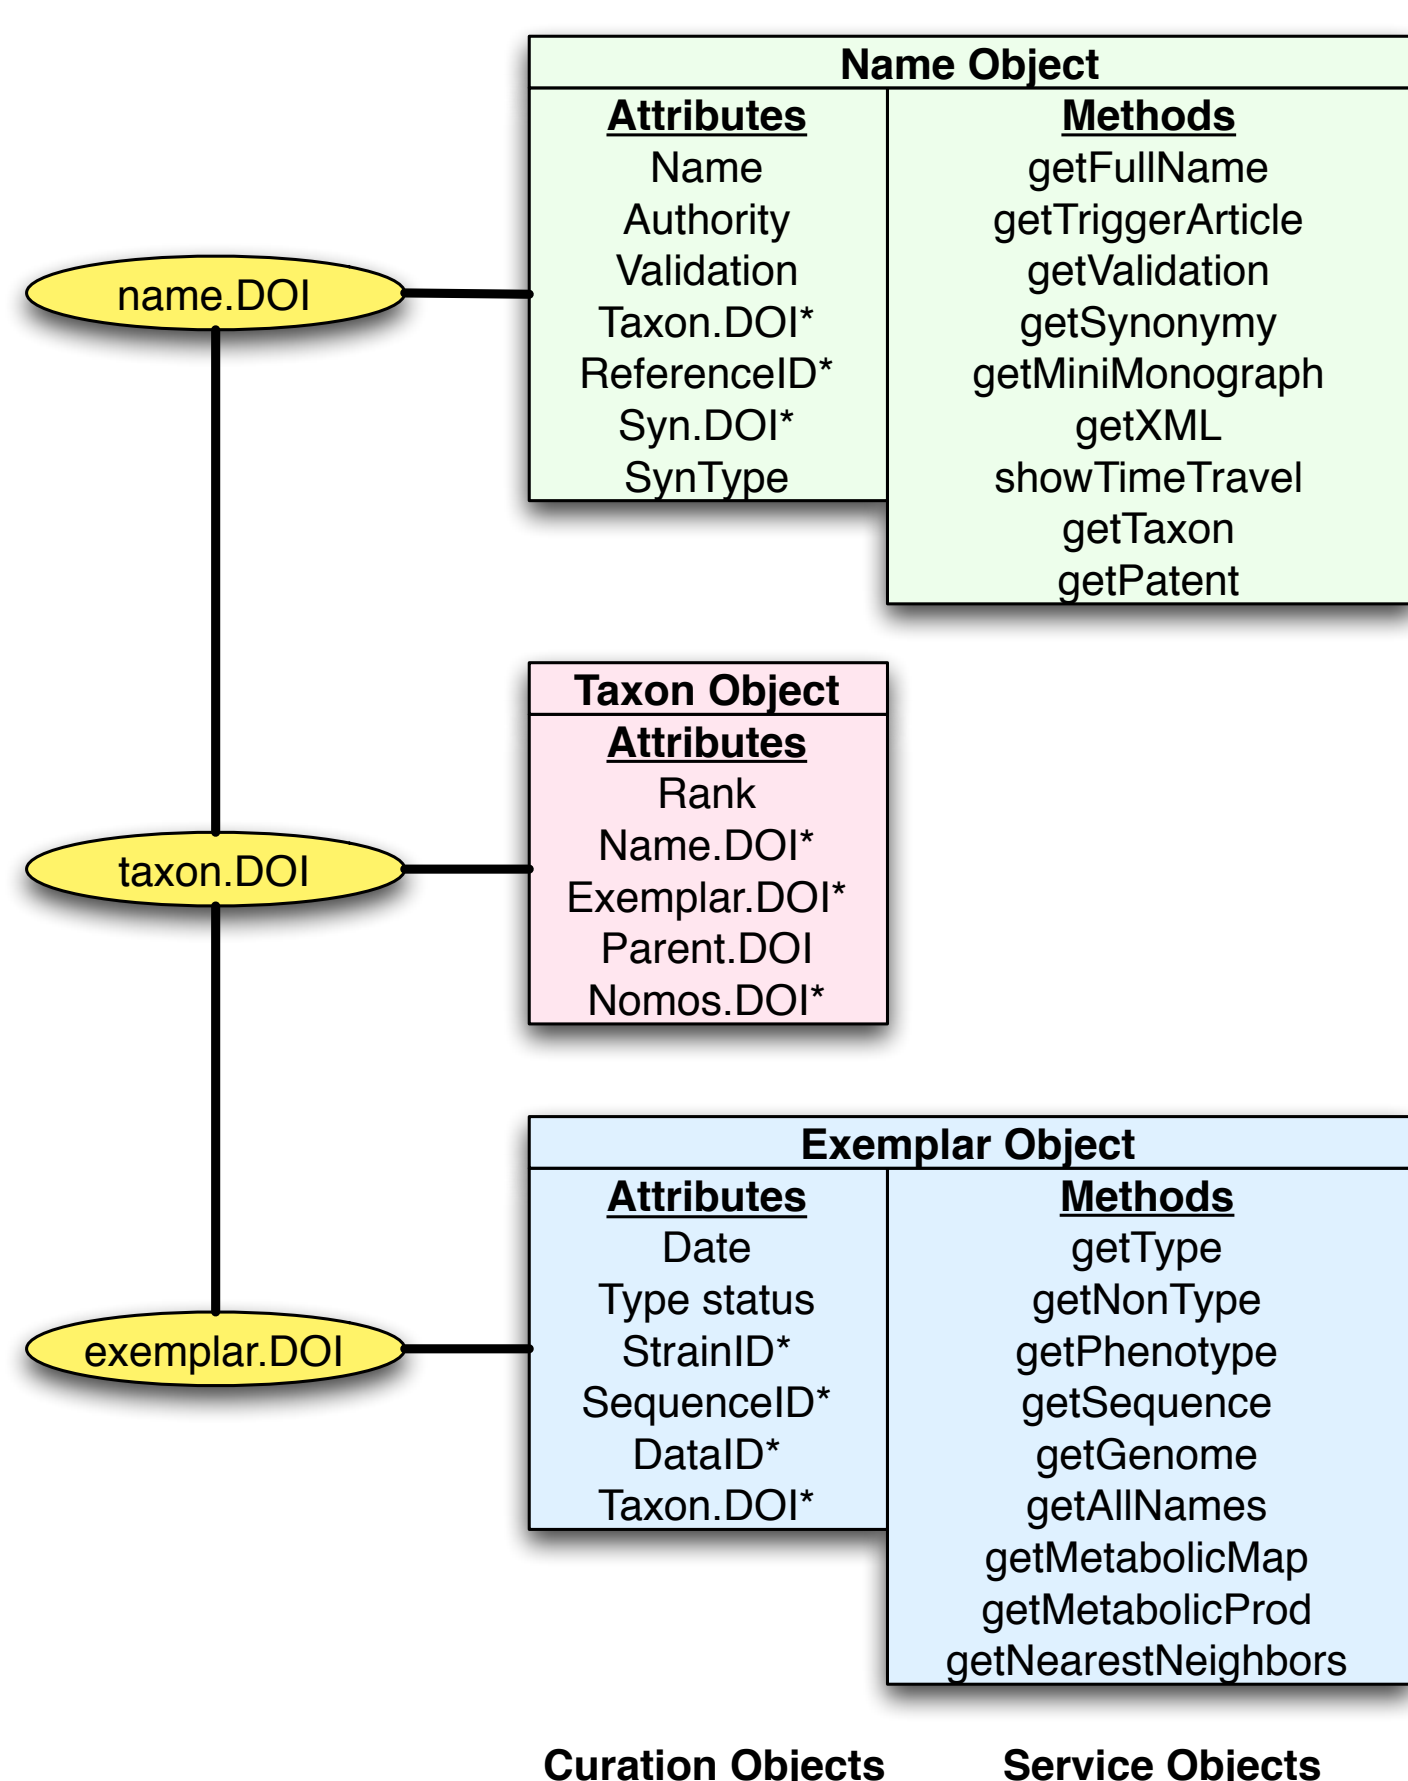 Name Object
Attributes
Name
Authority
Validation
Taxon.DOI*
ReferenceID*
Syn.DOI*
SynType
Methods
getFullName
getTriggerArticle
getValidation
getSynonymy
getMiniMonograph
getXML
showTimeTravel
getTaxon
getPatent
name.DOI
Taxon Object
Attributes
Rank
Name.DOI*
Exemplar.DOI*
Parent.DOI
Nomos.DOI*
taxon.DOI
Exemplar Object
Attributes
Date
Type status
StrainID*
SequenceID*
DataID*
Taxon.DOI*
Methods
getType
getNonType
getPhenotype
getSequence
getGenome
getAllNames
getMetabolicMap
getMetabolicProd
getNearestNeighbors
exemplar.DOI
Curation Objects
Service Objects